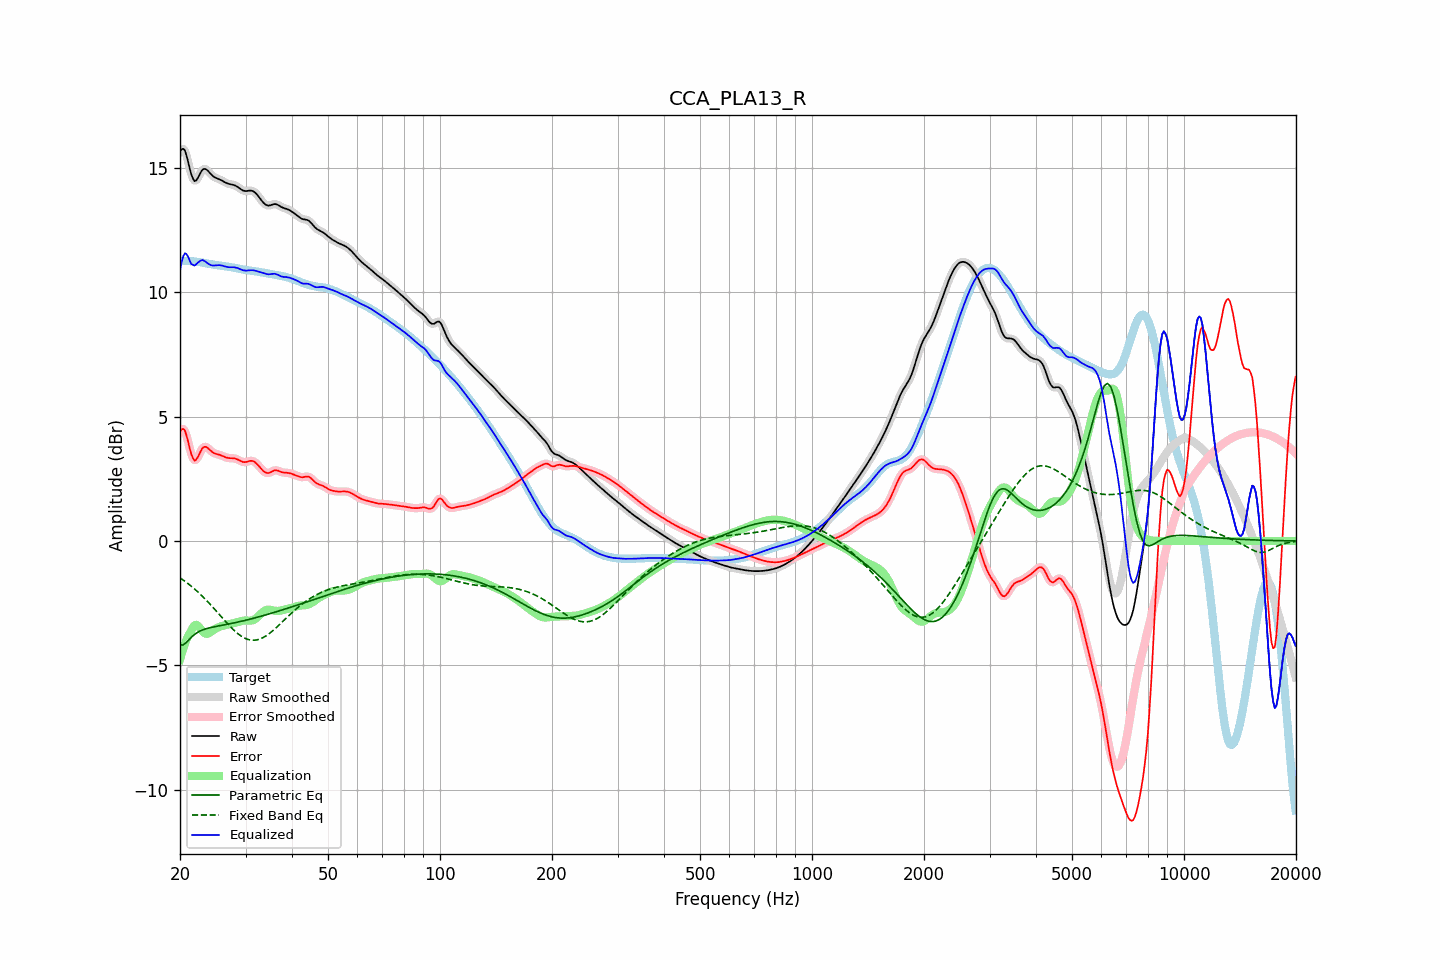 CCA_PLA13_R
Amplitude (dBr)
15
10
5
0
−5
−10
Target
Raw Smoothed
Error Smoothed
Raw
Error
Equalization
Parametric Eq
Fixed Band Eq
Equalized
20 50 100 200 500 1000 2000 5000 10000 20000
Frequency (Hz)